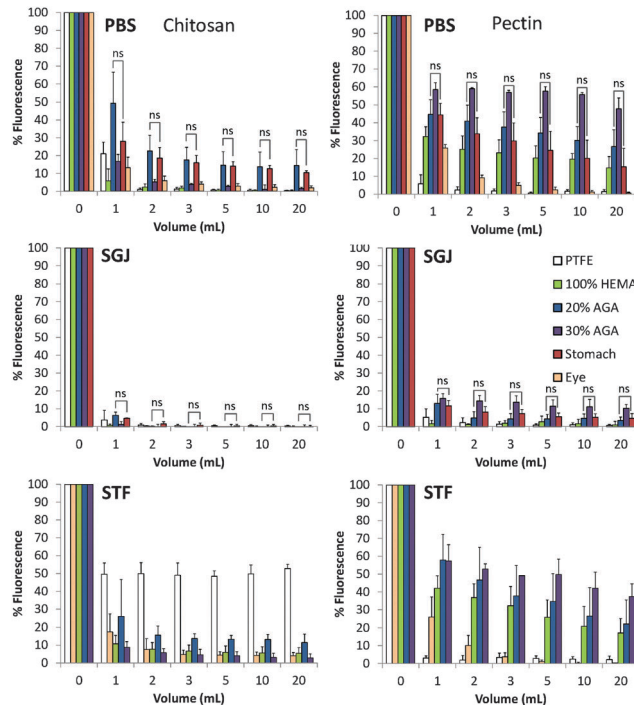 PBS Chitosan
% Fluorescence
100
90
80
70
60
50
40
30
20
10
0
ns
ns
ns
ns
ns
ns
0 1 2 3 5 10 20
Volume (mL)
PBS Pectin
% Fluorescence
100
90
80
70
60
50
40
30
20
10
0
ns
ns
ns
ns
ns
ns
0 1 2 3 5 10 20
Volume (mL)
SGJ
% Fluorescence
100
90
80
70
60
50
40
30
20
10
0
ns
ns
ns
ns
ns
ns
0 1 2 3 5 10 20
Volume (mL)
SGJ
% Fluorescence
100
90
80
70
60
50
40
30
20
10
0
PTFE
100% HEMA
20% AGA
30% AGA
Stomach
Eye
ns
ns
ns
ns
ns
ns
0 1 2 3 5 10 20
Volume (mL)
STF
% Fluorescence
100
90
80
70
60
50
40
30
20
10
0
0 1 2 3 5 10 20
Volume (mL)
STF
% Fluorescence
100
90
80
70
60
50
40
30
20
10
0
0 1 2 3 5 10 20
Volume (mL)